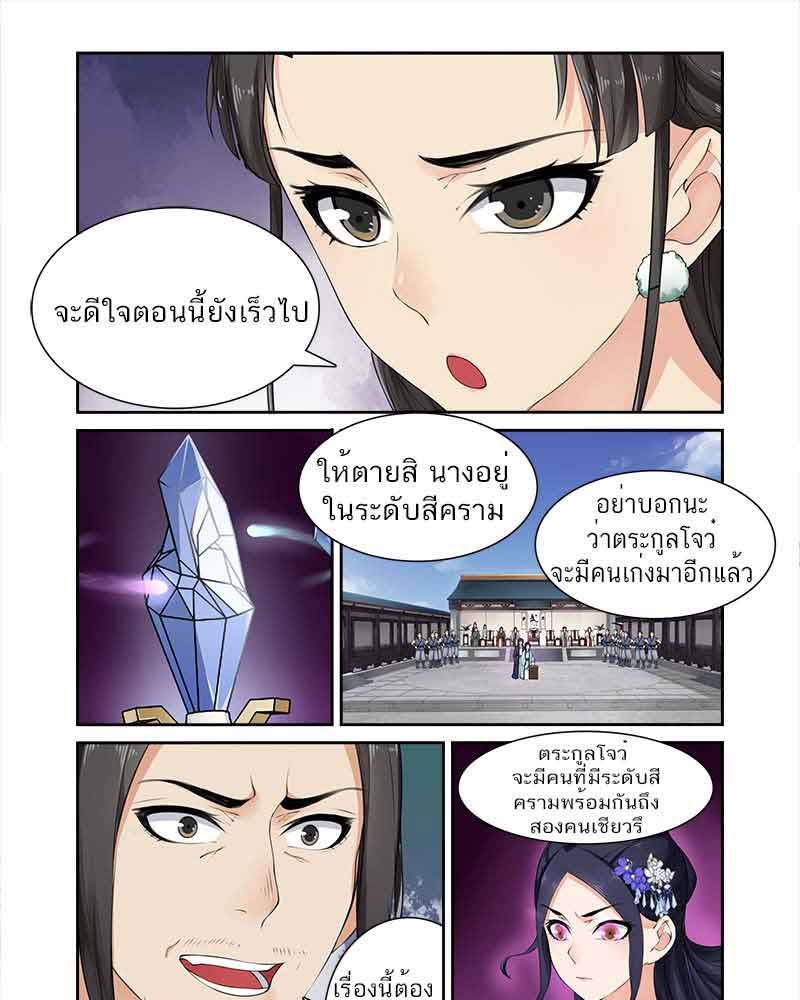 จะดีใจตอนนี้ยังเร็วไป
ให้ตายสิ นางอยู่
ในระดับสีคราม
อย่าบอกนะ
ว่าตระกูลโจว๋
จะมีคนเก่งมาอีกแล้ว
ตระกูลโจว๋
จะมีคนที่มีระดับสี
ครามพร้อมกันถึง
สองคนเชียวรึ
เรื่องนี้ต้อง